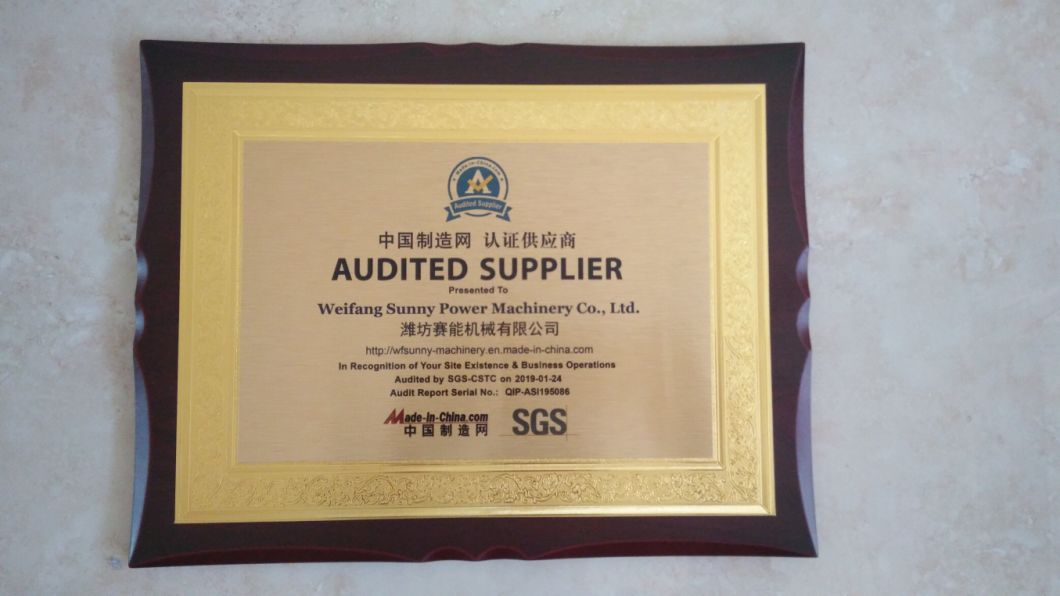 Made-in-China.com
A
Audited Supplier
中国制造网 认证供应商
AUDITED SUPPLIER
Presented To
Weifang Sunny Power Machinery Co., Ltd.
潍坊赛能机械有限公司
http://wfsunny-machinery.en.made-in-china.com
In Recognition of Your Site Existence & Business Operations
Audited by SGS-CSTC on 2019-01-24
Audit Report Serial No.: QIP-ASI195086
Made-in-China.com
中国制造网
SGS